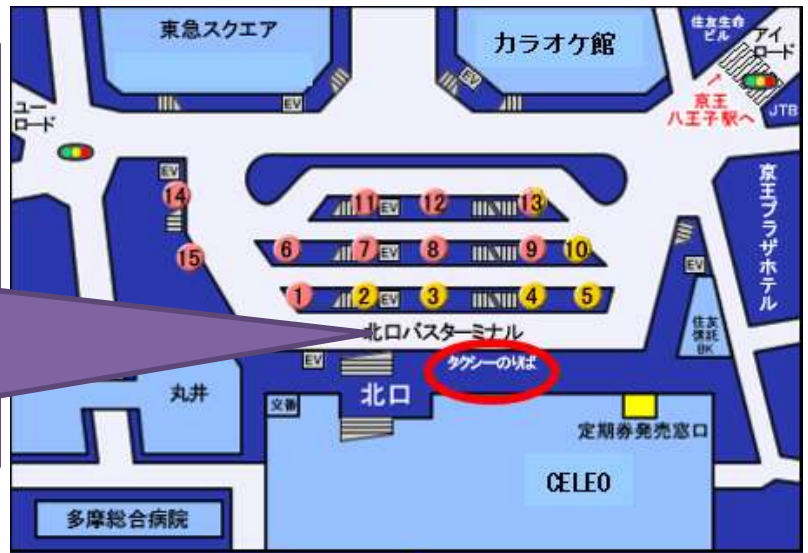 東急スクエア
カラオケ館
住友生命
ビル
アイ
ロード
ユー
ロード
EV
京王
八王子駅へ
JTB
EV
EV
14
11
EV
12
13
京王プラザホテル
15
6
7
EV
8
9
10
EV
1
2
EV
3
4
5
北口バスターミナル
住友
信託
BK
EV
タクシーのりば
丸井
交番
北口
定期券発売窓口
CELEO
多摩総合病院